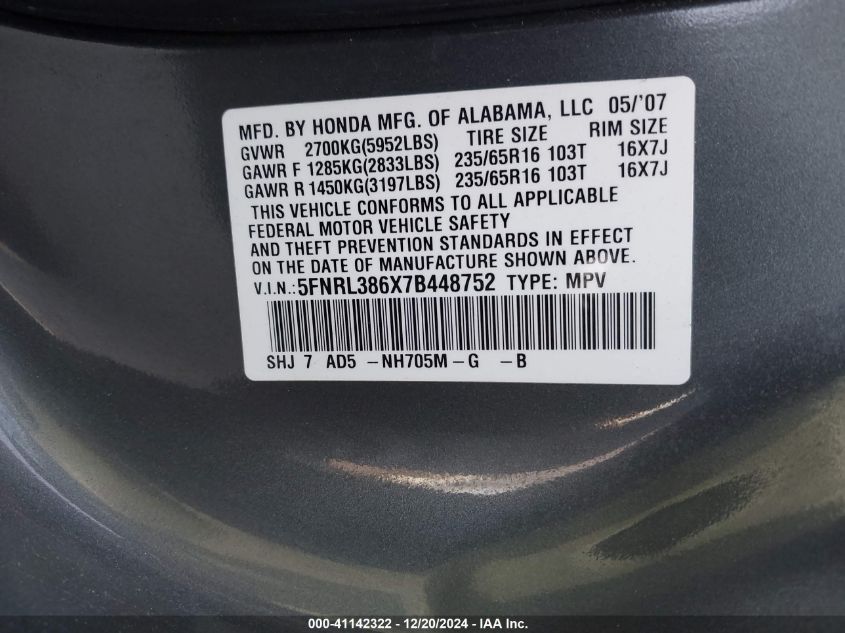 MFD. BY HONDA MFG. OF ALABAMA, LLC 05/'07
GVWR 2700KG(5952LBS) TIRE SIZE RIM SIZE
GAWR F 1285KG(2833LBS) 235/65R16 103T 16X7J
GAWR R 1450KG(3197LBS) 235/65R16 103T 16X7J
THIS VEHICLE CONFORMS TO ALL APPLICABLE
FEDERAL MOTOR VEHICLE SAFETY
AND THEFT PREVENTION STANDARDS IN EFFECT
ON THE DATE OF MANUFACTURE SHOWN ABOVE.
V.I.N.:5FNRL386X7B448752 TYPE: MPV
SHJ 7 AD5 -NH705M-G -B
000-41142322 - 12/20/2024 - IAA Inc.